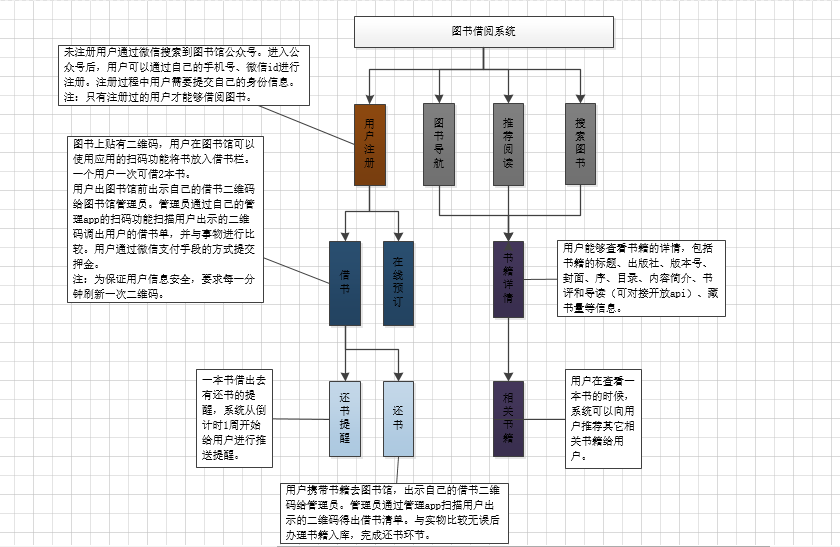 图书借阅系统
未注册用户通过微信搜索到图书馆公众号。进入公
众号后，用户可以通过自己的手机号、微信id进行
注册。注册过程中用户需要提交自己的身份信息。
注：只有注册过的用户才能够借阅图书。
用户注册
图书导航
推荐阅读
搜索图书
图书上贴有二维码，用户在图书馆可以
使用应用的扫码功能将书放入借书栏。
一个用户一次可借2本书。
用户出图书馆前出示自己的借书二维码
给图书馆管理员。管理员通过自己的管
理app的扫码功能扫描用户出示的二维
码调出用户的借书单，并与事物进行比
较。用户通过微信支付手段的方式提交
押金。
注：为保证用户信息安全，要求每一分
钟刷新一次二维码。
借书
在线预订
书籍详情
用户能够查看书籍的详情，包括
书籍的标题、出版社、版本号、
封面、序、目录、内容简介、书
评和导读（可对接开放api）、藏
书量等信息。
一本书借出去
有还书的提
醒，系统从倒
计时1周开始
给用户进行推
送提醒。
还书提醒
还书
相关书籍
用户在查看一
本书的时候，
系统可以向用
户推荐其它相
关书籍给用
户。
用户携带书籍去图书馆，出示自己的借书二维
码给管理员。管理员通过管理app扫描用户出
示的二维码得出借书清单。与实物比较无误后
办理书籍入库，完成还书环节。